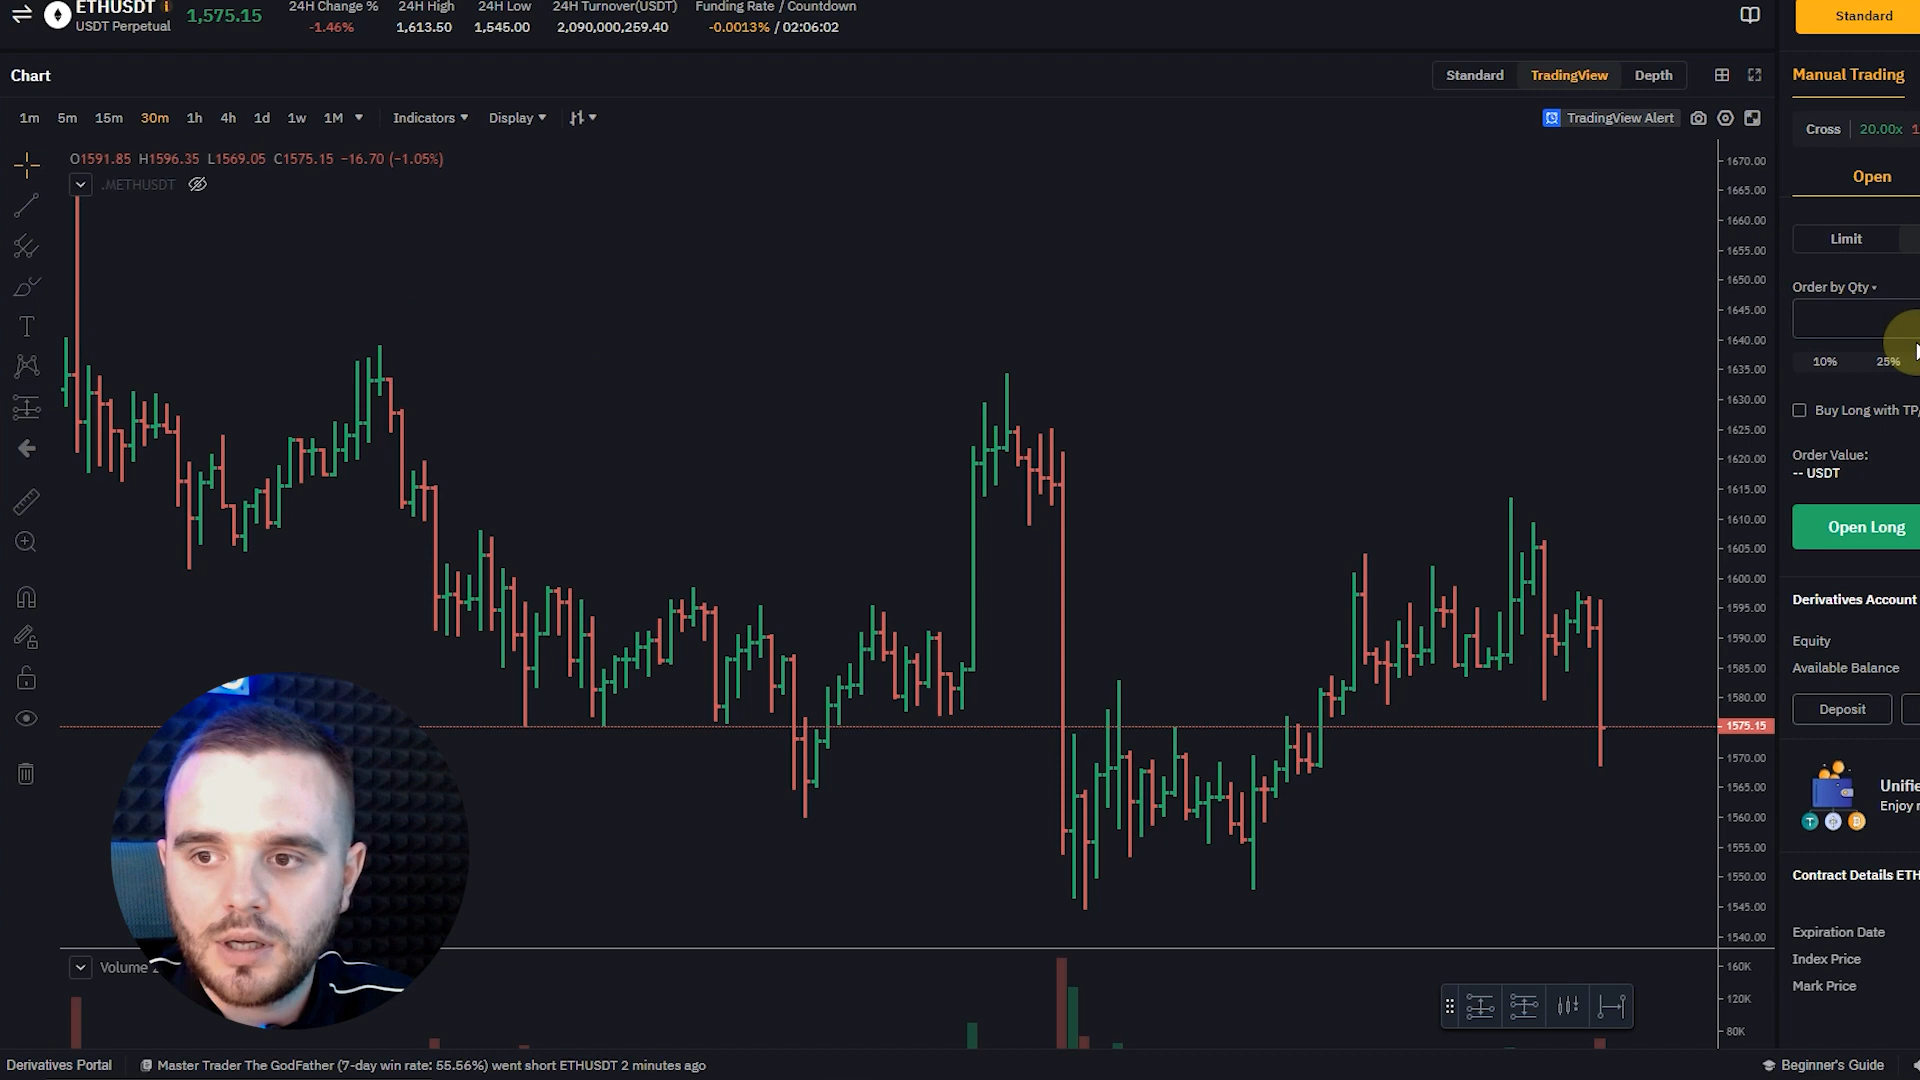 ETHUSDT
USDT Perpetual
1,575.15
24H Change %
-1.46%
24H High
1,613.50
24H Low
1,545.00
24H Turnover(USDT)
2,090,000,259.40
Funding Rate / Countdown
-0.0013% / 02:06:02
Standard
Chart
Standard TradingView Depth
Manual Trading
1m 5m 15m 30m 1h 4h 1d 1w 1M Indicators Display
TradingView Alert
Cross 20.00x
O1591.85 H1596.35 L1569.05 C1575.15 −16.70 (−1.05%)
.METHUSDT
Open
Limit
Order by Qty
10% 25%
Buy Long with TP/
Order Value:
-- USDT
Open Long
Derivatives Account
Equity
Available Balance
Deposit
Unifie
Enjoy
Contract Details ETH
Expiration Date
Index Price
Mark Price
1670.00
1665.00
1660.00
1655.00
1650.00
1645.00
1640.00
1635.00
1630.00
1625.00
1620.00
1615.00
1610.00
1605.00
1600.00
1595.00
1590.00
1585.00
1580.00
1575.15
1570.00
1565.00
1560.00
1555.00
1550.00
1545.00
1540.00
Volume
160K
120K
80K
Derivatives Portal
Master Trader The GodFather (7-day win rate: 55.56%) went short ETHUSDT 2 minutes ago
Beginner's Guide